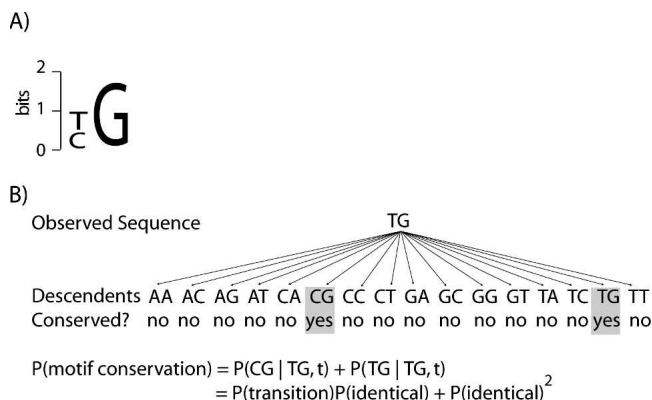 A)
2
bits
1
0
T
C
G
B)
Observed Sequence TG
Descendents AA AC AG AT CA CG CC CT GA GC GG GT TA TC TG TT
Conserved? no no no no no yes no no no no no no no no yes no
P(motif conservation) = P(CG | TG, t) + P(TG | TG, t)
= P(transition)P(identical) + P(identical)²